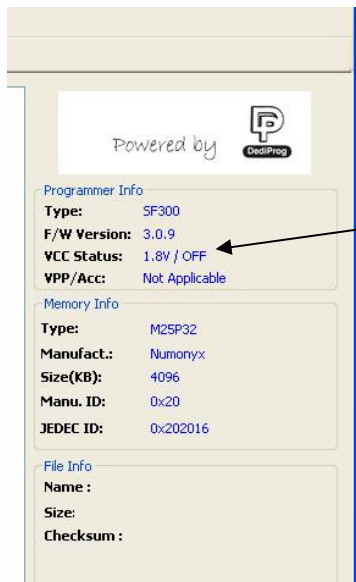 Powered by
DediProg
Programmer Info
Type: SF300
F/W Version: 3.0.9
VCC Status: 1.8V / OFF
VPP/Acc: Not Applicable
Memory Info
Type: M25P32
Manufact.: Numonyx
Size(KB): 4096
Manu. ID: 0x20
JEDEC ID: 0x202016
File Info
Name :
Size:
Checksum :